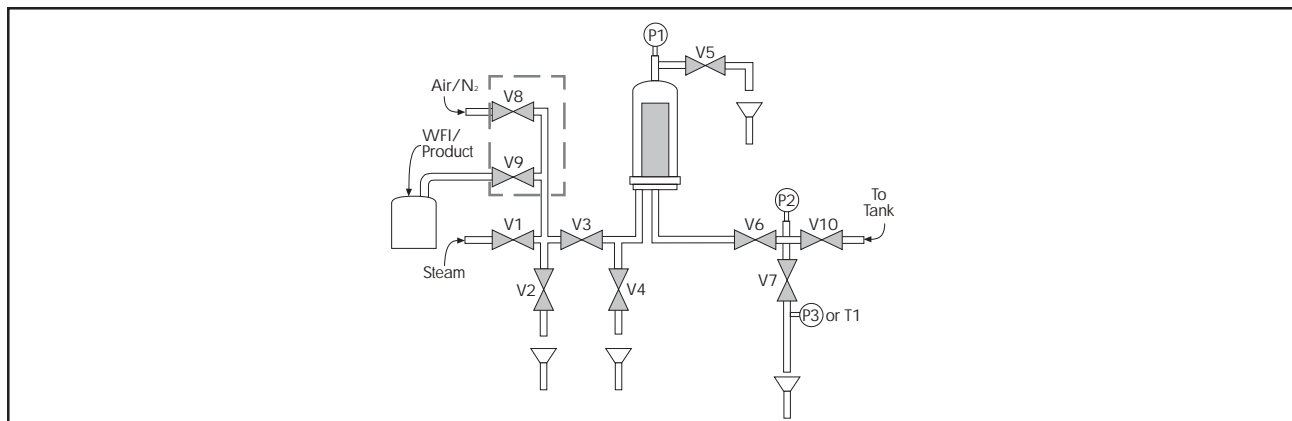 P1
V5
Air/N₂
V8
WFI/
Product
V9
P2
To
Tank
V1
V3
V6
V10
Steam
V2
V4
V7
P3 or T1